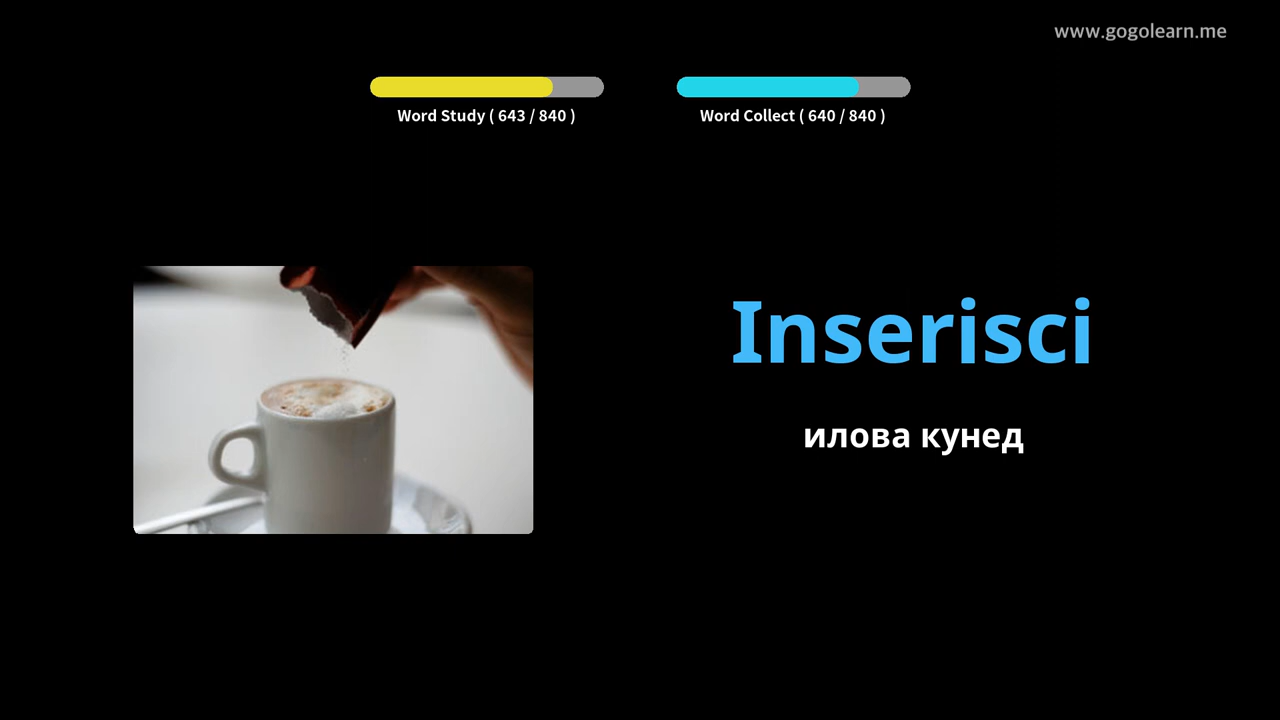 www.gogolearn.me
Word Study ( 643 / 840 )
Word Collect ( 640 / 840 )
Inserisci
илова кунед